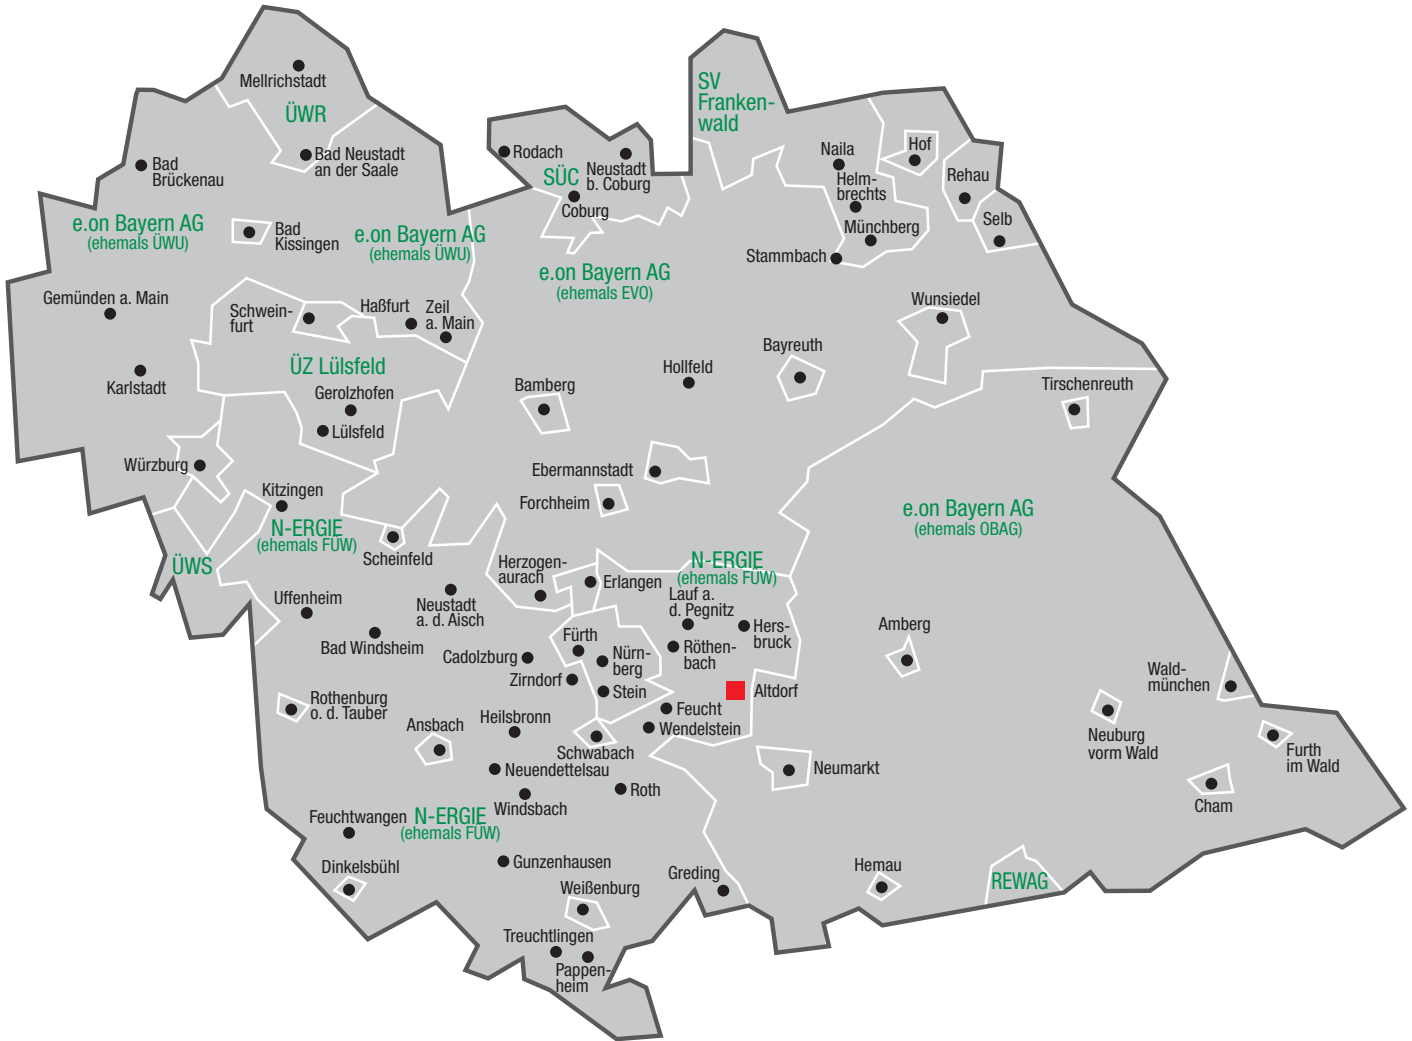 Mellrichstadt
ÜWR
Bad Neustadt
an der Saale
Bad
Brückenau
e.on Bayern AG
(ehemals ÜWU)
Bad
Kissingen
e.on Bayern AG
(ehemals ÜWU)
Rodach
SÜC
Neustadt
b. Coburg
Coburg
SV
Franken-
wald
Naila
Helm-
brechts
Münchberg
Stammbach
Hof
Rehau
Selb
e.on Bayern AG
(ehemals EVO)
Gemünden a. Main
Schwein-
furt
Haßfurt
Zeil
a. Main
Wunsiedel
Bayreuth
Karlstadt
ÜZ Lülsfeld
Gerolzhofen
Lülsfeld
Bamberg
Hollfeld
Tirschenreuth
Würzburg
Kitzingen
N-ERGIE
(ehemals FÜW)
Scheinfeld
ÜWS
Ebermannstadt
Forchheim
e.on Bayern AG
(ehemals OBAG)
Herzogen-
aurach
Erlangen
N-ERGIE
(ehemals FÜW)
Lauf a.
d. Pegnitz
Hers-
bruck
Uffenheim
Neustadt
a. d. Aisch
Bad Windsheim
Cadolzburg
Fürth
Nürn-
berg
Röthen-
bach
Zirndorf
Stein
Altdorf
Amberg
Wald-
münchen
Rothenburg
o. d. Tauber
Ansbach
Heilsbronn
Feucht
Wendelstein
Schwabach
Neuburg
vorm Wald
Furth
im Wald
Neuendettelsau
Windsbach
Roth
Neumarkt
Cham
Feuchtwangen
N-ERGIE
(ehemals FÜW)
Dinkelsbühl
Gunzenhausen
Weißenburg
Greding
Hemau
REWAG
Treuchtlingen
Pappen-
heim